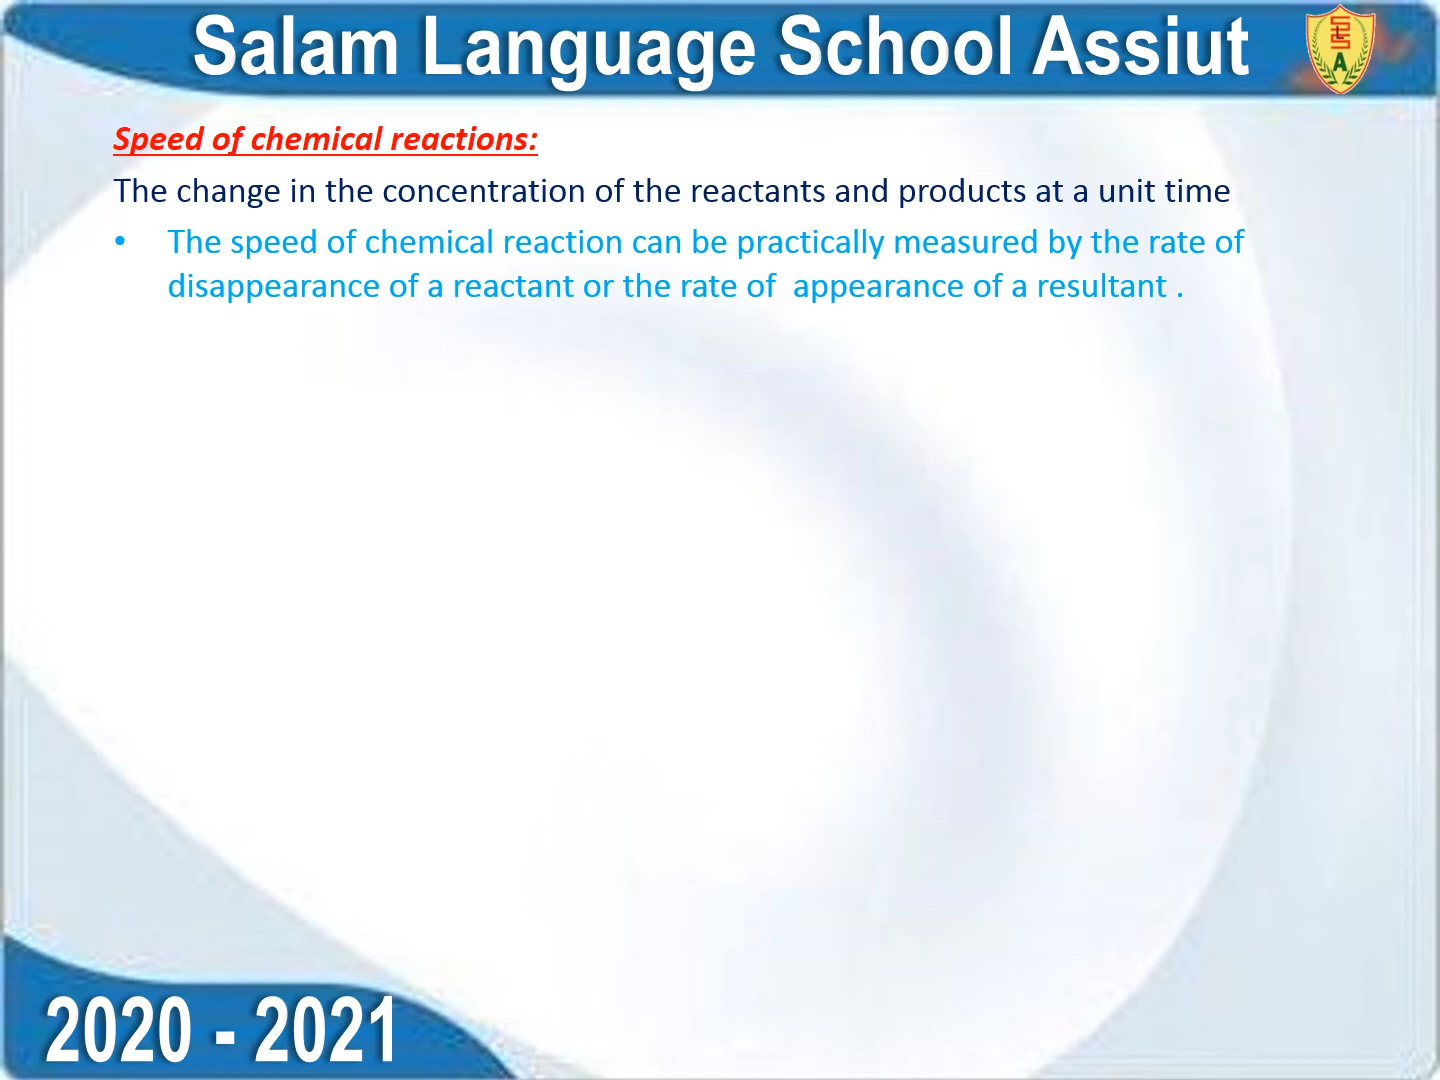 Salam Language School Assiut
Speed of chemical reactions:
The change in the concentration of the reactants and products at a unit time
• The speed of chemical reaction can be practically measured by the rate of
disappearance of a reactant or the rate of  appearance of a resultant .
2020 - 2021